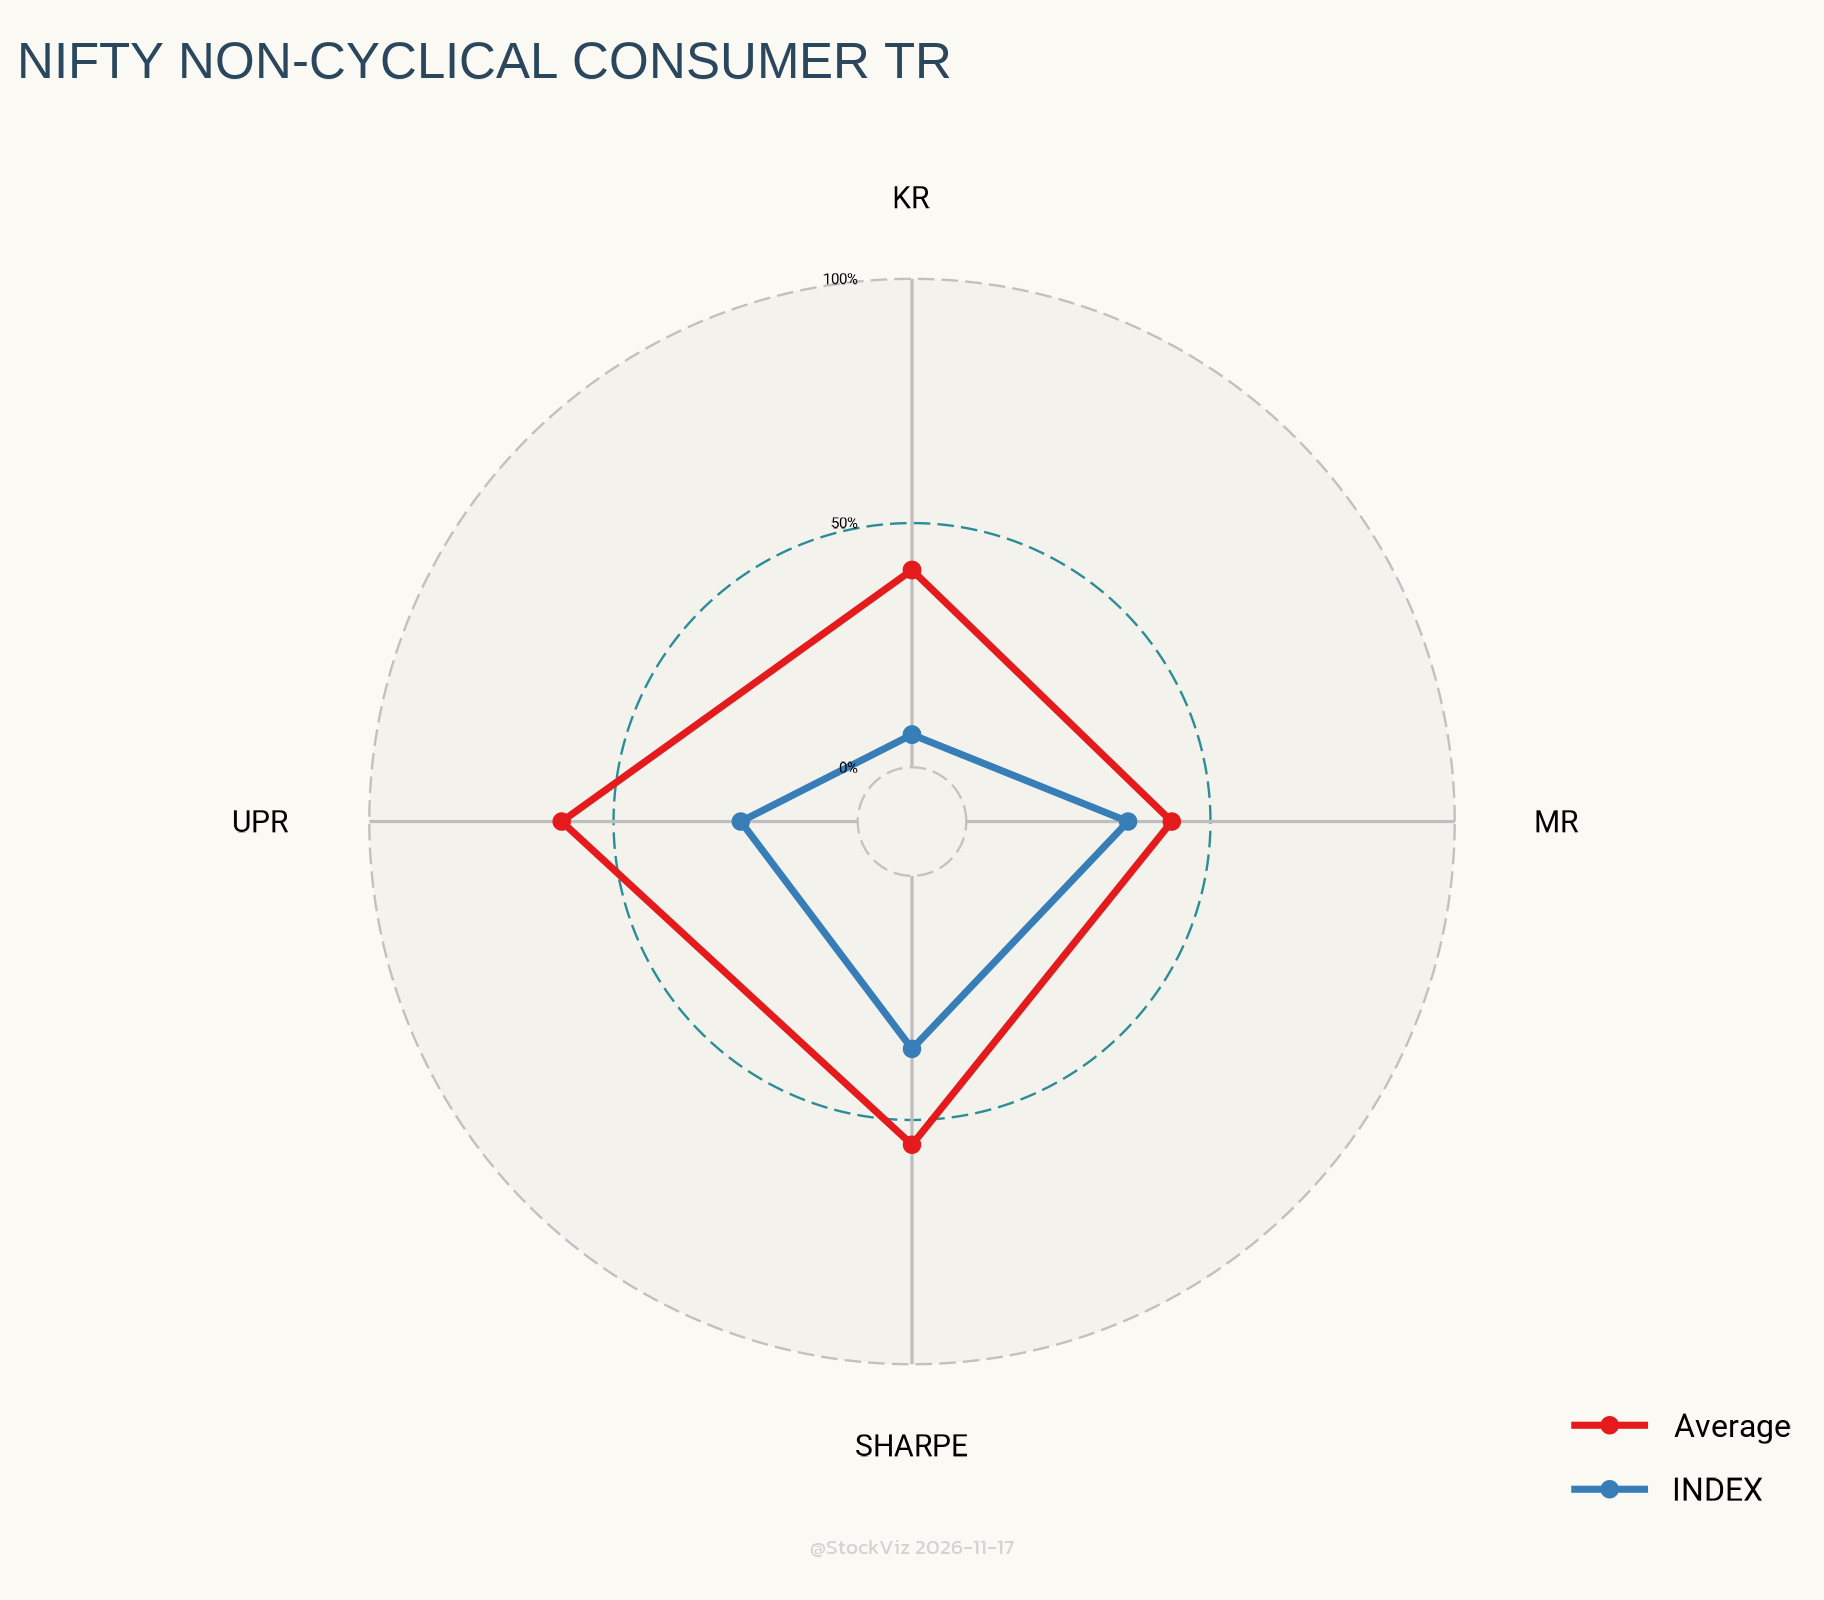 NIFTY NON-CYCLICAL CONSUMER TR
KR
100%
50%
0%
UPR
MR
SHARPE
Average
INDEX
@StockViz 2026-11-17